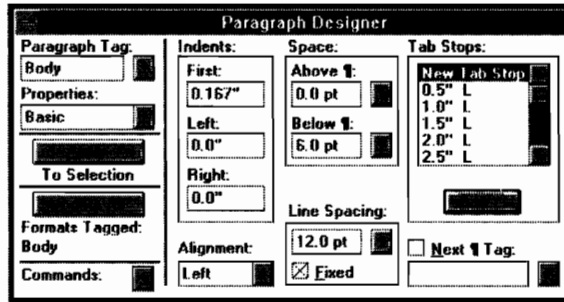 Paragraph Designer
Paragraph Tag:
Body
Properties:
Basic
To Selection
Formats Tagged:
Body
Commands:
Indents:
First:
0.167"
Left:
0.0"
Right:
0.0"
Alignment:
Left
Space:
Above ¶:
0.0 pt
Below ¶:
6.0 pt
Line Spacing:
12.0 pt
Fixed
Tab Stops:
New Tab Stop
0.5" L
1.0" L
1.5" L
2.0" L
2.5" L
Next ¶ Tag: